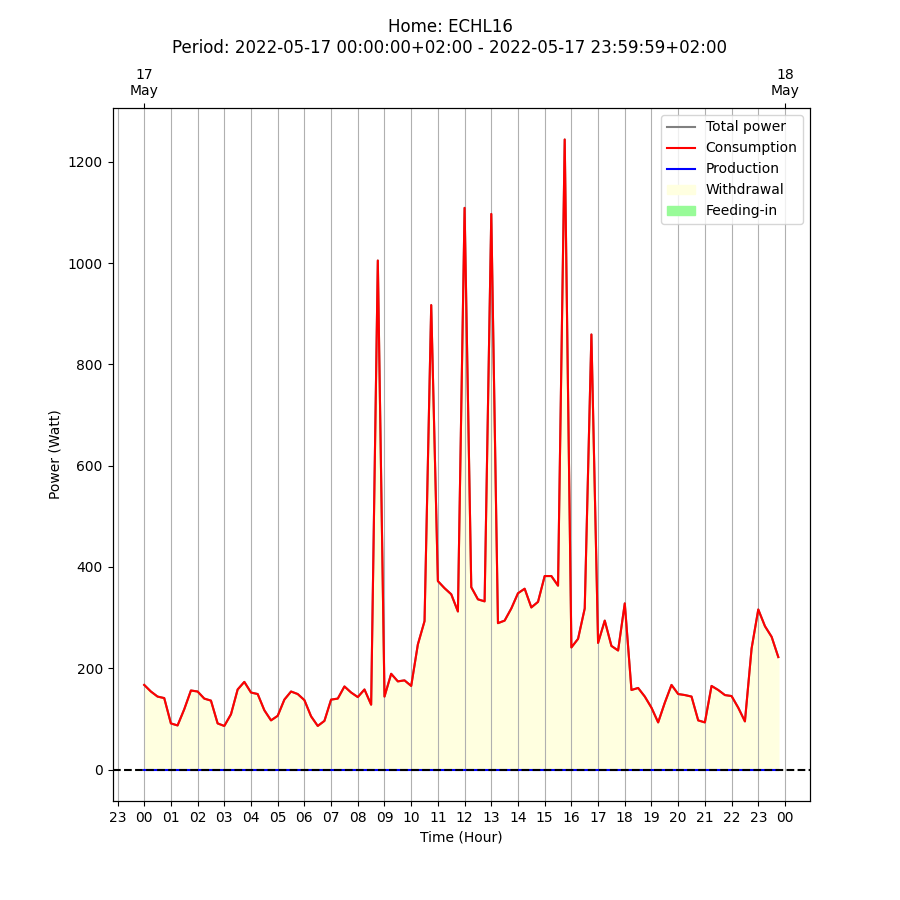 Home: ECHL16
Period: 2022-05-17 00:00:00+02:00 - 2022-05-17 23:59:59+02:00
17 18
May May
Total power
Consumption
Production
Withdrawal
Feeding-in
1200
1000
800
600
400
200
0
Power (Watt)
23 00 01 02 03 04 05 06 07 08 09 10 11 12 13 14 15 16 17 18 19 20 21 22 23 00
Time (Hour)